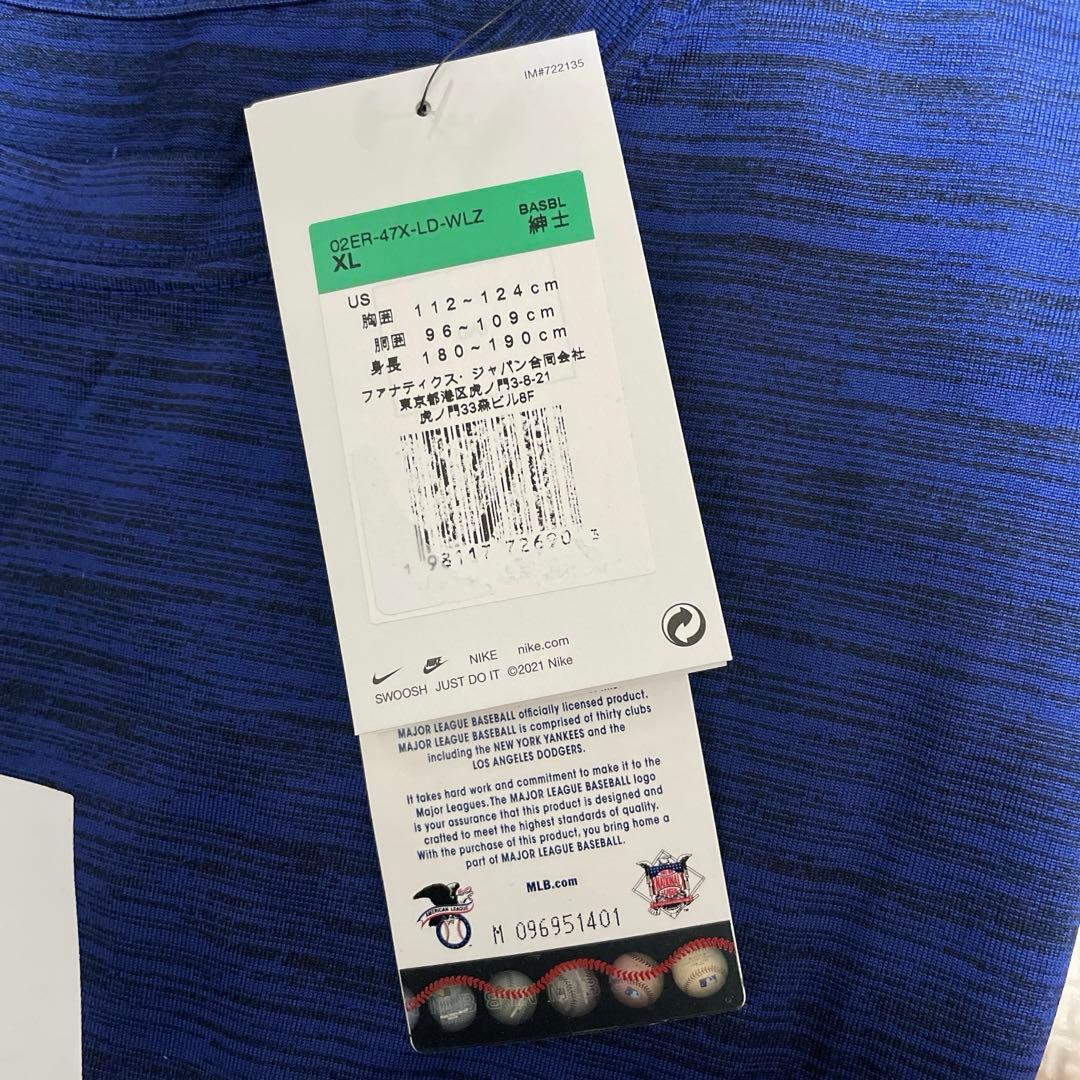 IM#722135
02ER-47X-LD-WLZ
BASBL
XL
紳士
US
胸囲 112~124cm
胴囲 96~109cm
身長 180~190cm
ファナティクス・ジャパン合同会社
東京都港区虎ノ門3-8-21
虎ノ門33森ビル8F
NIKE nike.com
SWOOSH JUST DO IT ©2021 Nike
MAJOR LEAGUE BASEBALL officially licensed product.
MAJOR LEAGUE BASEBALL is comprised of thirty clubs
including the NEW YORK YANKEES and the
LOS ANGELES DODGERS.
It takes hard work and commitment to make it to the
Major Leagues. The MAJOR LEAGUE BASEBALL logo
is your assurance that this product is designed and
crafted to meet the highest standards of quality.
With the purchase of this product, you bring home a
part of MAJOR LEAGUE BASEBALL.
MLB.com
AMERICAN LEAGUE
NATIONAL LEAGUE
M 096951401